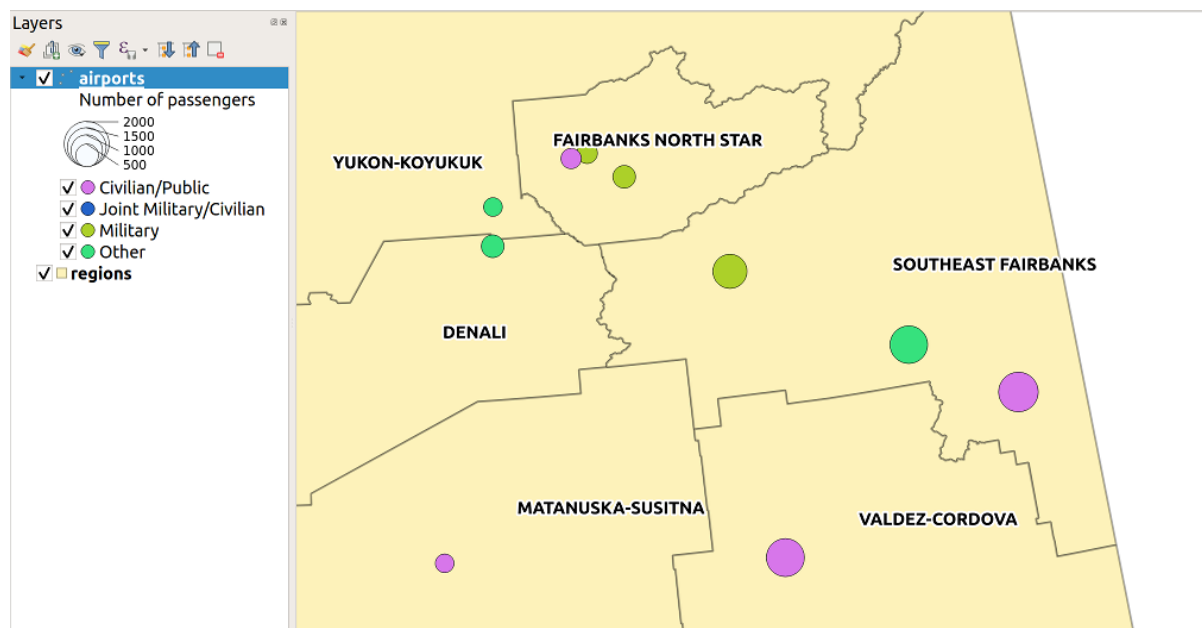 Layers
airports
Number of passengers
2000
1500
1000
500
Civilian/Public
Joint Military/Civilian
Military
Other
regions
FAIRBANKS NORTH STAR
YUKON-KOYUKUK
SOUTHEAST FAIRBANKS
DENALI
MATANUSKA-SUSITNA
VALDEZ-CORDOVA